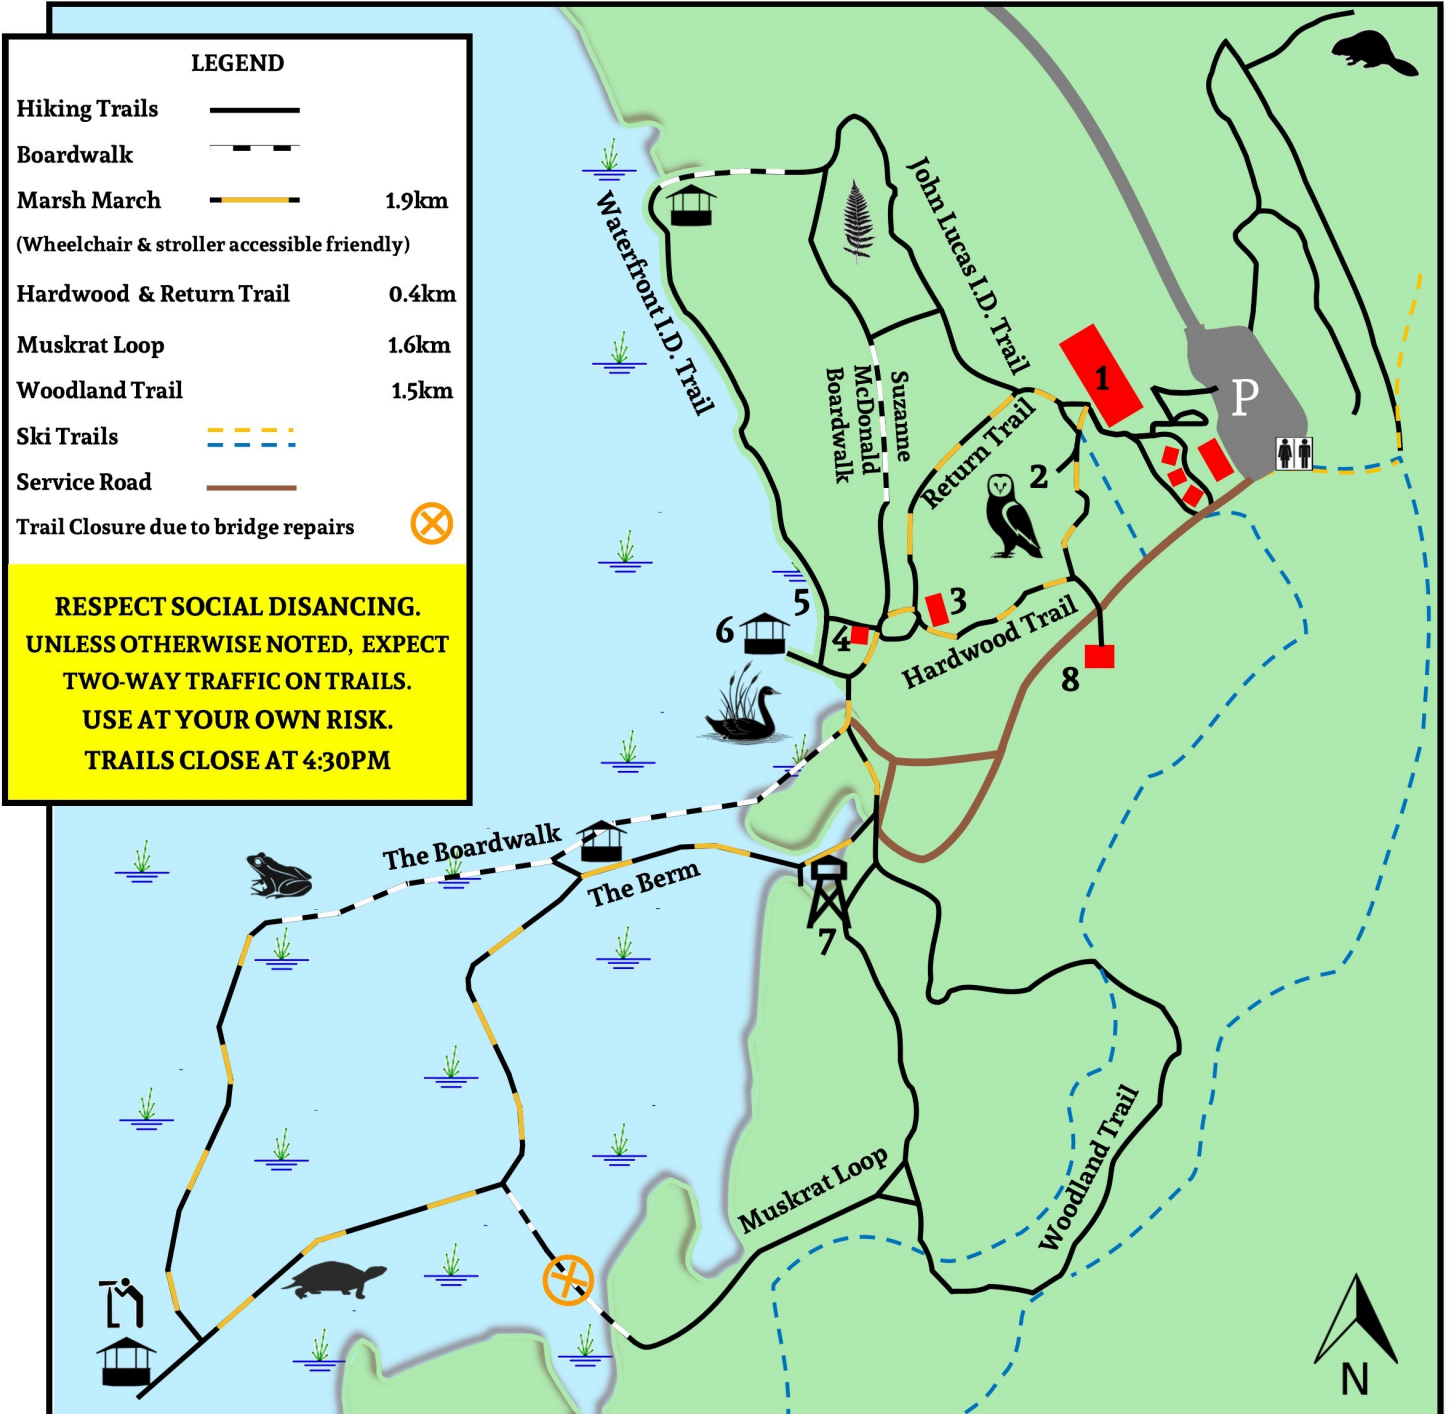 LEGEND
Hiking Trails
Boardwalk
Marsh March 1.9km
(Wheelchair & stroller accessible friendly)
Hardwood & Return Trail 0.4km
Muskrat Loop 1.6km
Woodland Trail 1.5km
Ski Trails
Service Road
Trail Closure due to bridge repairs
RESPECT SOCIAL DISANCING.
UNLESS OTHERWISE NOTED, EXPECT
TWO-WAY TRAFFIC ON TRAILS.
USE AT YOUR OWN RISK.
TRAILS CLOSE AT 4:30PM
Waterfront I.D. Trail
John Lucas I.D. Trail
Suzanne
McDonald
Boardwalk
Return Trail
1
P
2
3
4
5
6
Hardwood Trail
8
The Boardwalk
The Berm
7
Muskrat Loop
Woodland Trail
N